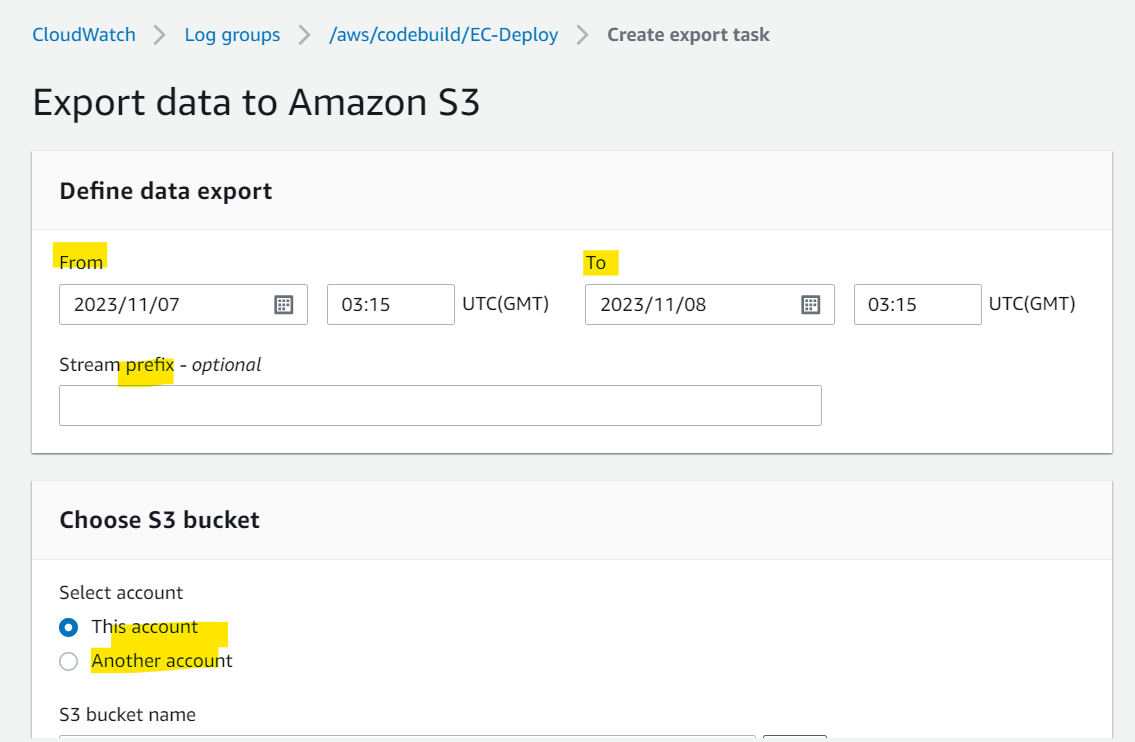 CloudWatch > Log groups > /aws/codebuild/EC-Deploy > Create export task
Export data to Amazon S3
Define data export
From To
2023/11/07 03:15 UTC(GMT) 2023/11/08 03:15 UTC(GMT)
Stream prefix - optional
Choose S3 bucket
Select account
This account
Another account
S3 bucket name